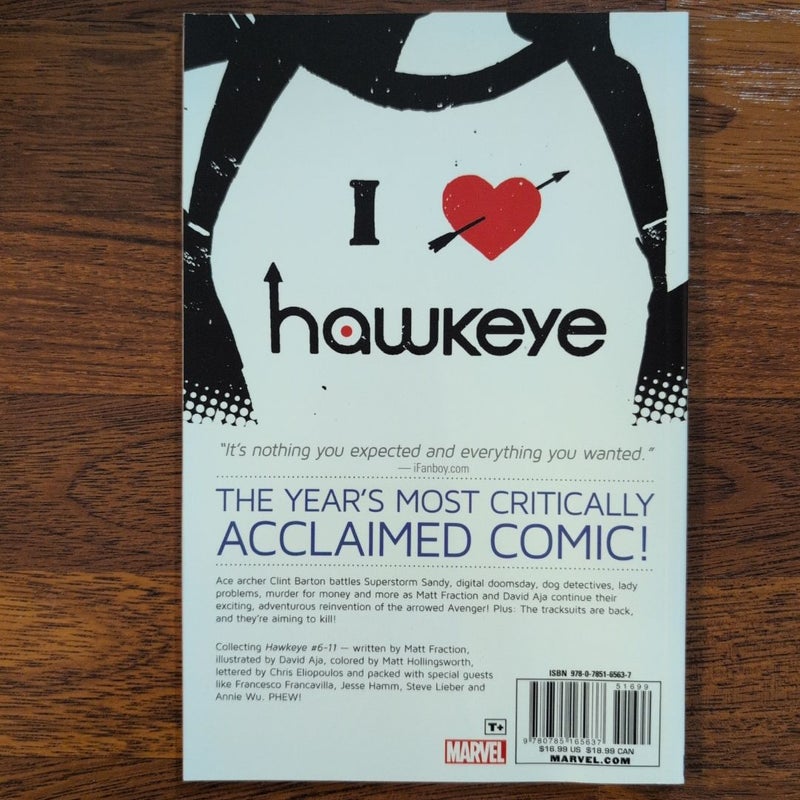 I
hawkeye
"It's nothing you expected and everything you wanted."
— iFanboy.com
THE YEAR'S MOST CRITICALLY
ACCLAIMED COMIC!
Ace archer Clint Barton battles Superstorm Sandy, digital doomsday, dog detectives, lady
problems, murder for money and more as Matt Fraction and David Aja continue their
exciting, adventurous reinvention of the arrowed Avenger! Plus: The tracksuits are back,
and they're aiming to kill!
Collecting Hawkeye #6-11 — written by Matt Fraction,
illustrated by David Aja, colored by Matt Hollingsworth,
lettered by Chris Eliopoulos and packed with special guests
like Francesco Francavilla, Jesse Hamm, Steve Lieber and
Annie Wu. PHEW!
ISBN 978-0-7851-6563-7
51699
9 780785 165637
$16.99 US $18.99 CAN
MARVEL.COM
T+
MARVEL